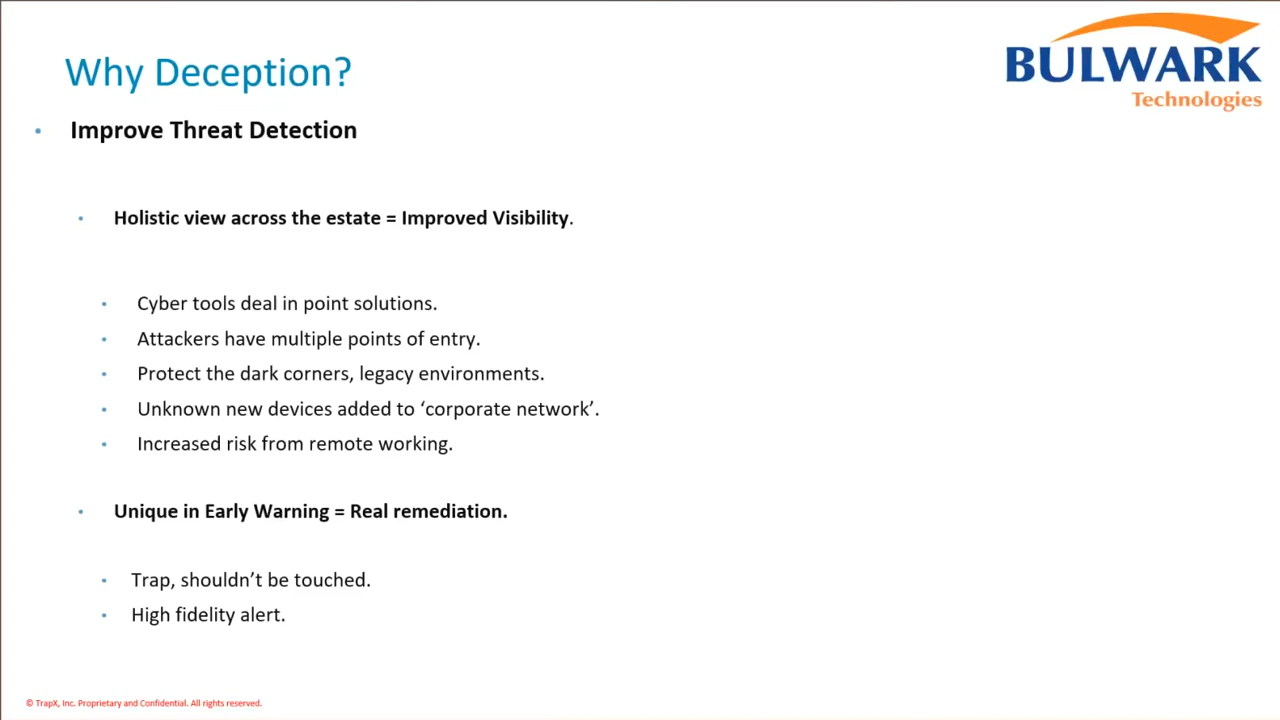 Why Deception?
BULWARK
Technologies
• Improve Threat Detection
• Holistic view across the estate = Improved Visibility.
• Cyber tools deal in point solutions.
• Attackers have multiple points of entry.
• Protect the dark corners, legacy environments.
• Unknown new devices added to ‘corporate network’.
• Increased risk from remote working.
• Unique in Early Warning = Real remediation.
• Trap, shouldn’t be touched.
• High fidelity alert.
© TrapX, Inc. Proprietary and Confidential. All rights reserved.